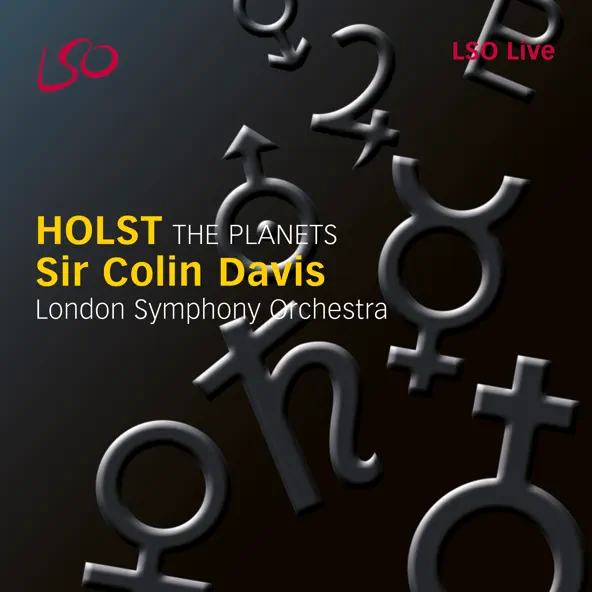 LSO
LSO Live
HOLST THE PLANETS
Sir Colin Davis
London Symphony Orchestra